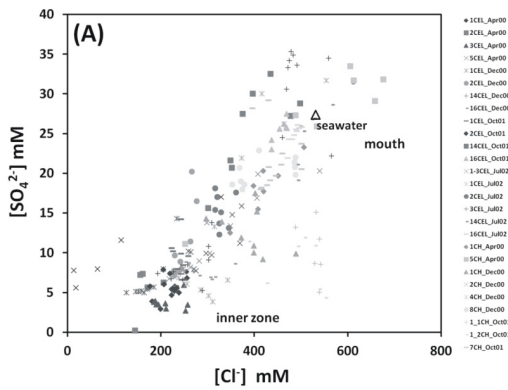 (A)
[SO₄²⁻] mM
40
35
30
25
20
15
10
5
0
seawater
mouth
inner zone
0 200 400 600 800
[Cl⁻] mM
1CEL_Apr00
2CEL_Apr00
3CEL_Apr00
5CEL_Apr00
1CEL_Dec00
2CEL_Dec00
14CEL_Dec00
16CEL_Dec00
1CEL_Oct01
2CEL_Oct01
14CEL_Oct01
16CEL_Oct01
1-3CEL_Jul02
1CEL_Jul02
2CEL_Jul02
3CEL_Jul02
14CEL_Jul02
16CEL_Jul02
1CH_Apr00
5CH_Apr00
1CH_Dec00
2CH_Dec00
4CH_Dec00
8CH_Dec00
1_1CH_Oct01
1_2CH_Oct01
7CH_Oct01